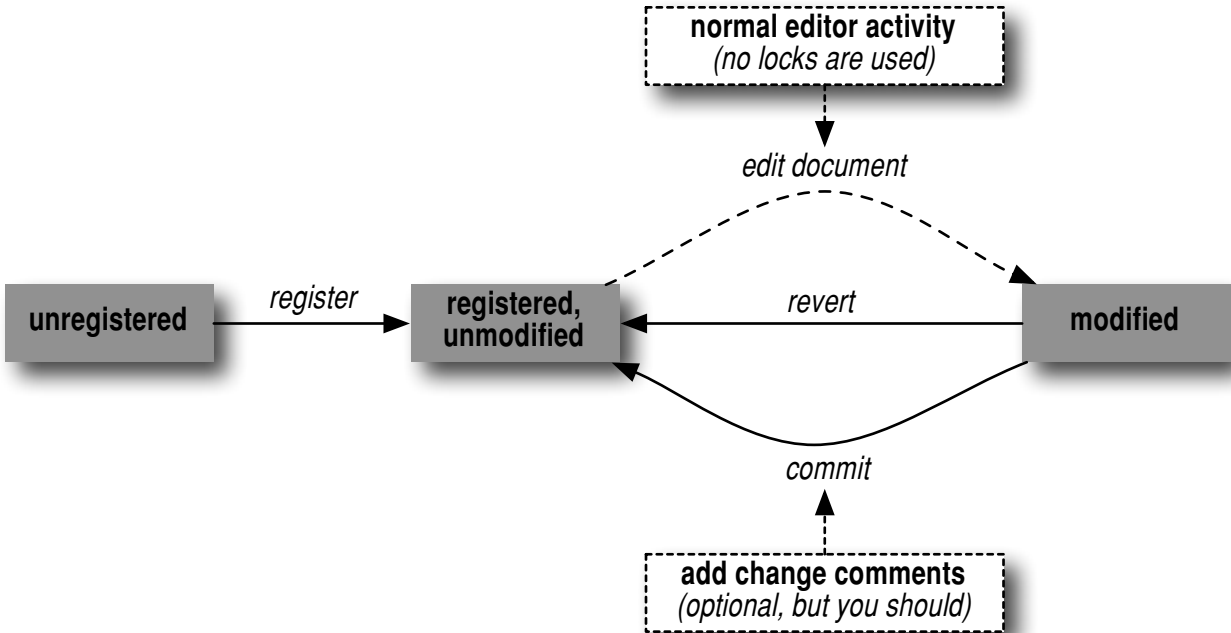 normal editor activity
(no locks are used)
edit document
unregistered
register
registered,
unmodified
revert
modified
commit
add change comments
(optional, but you should)